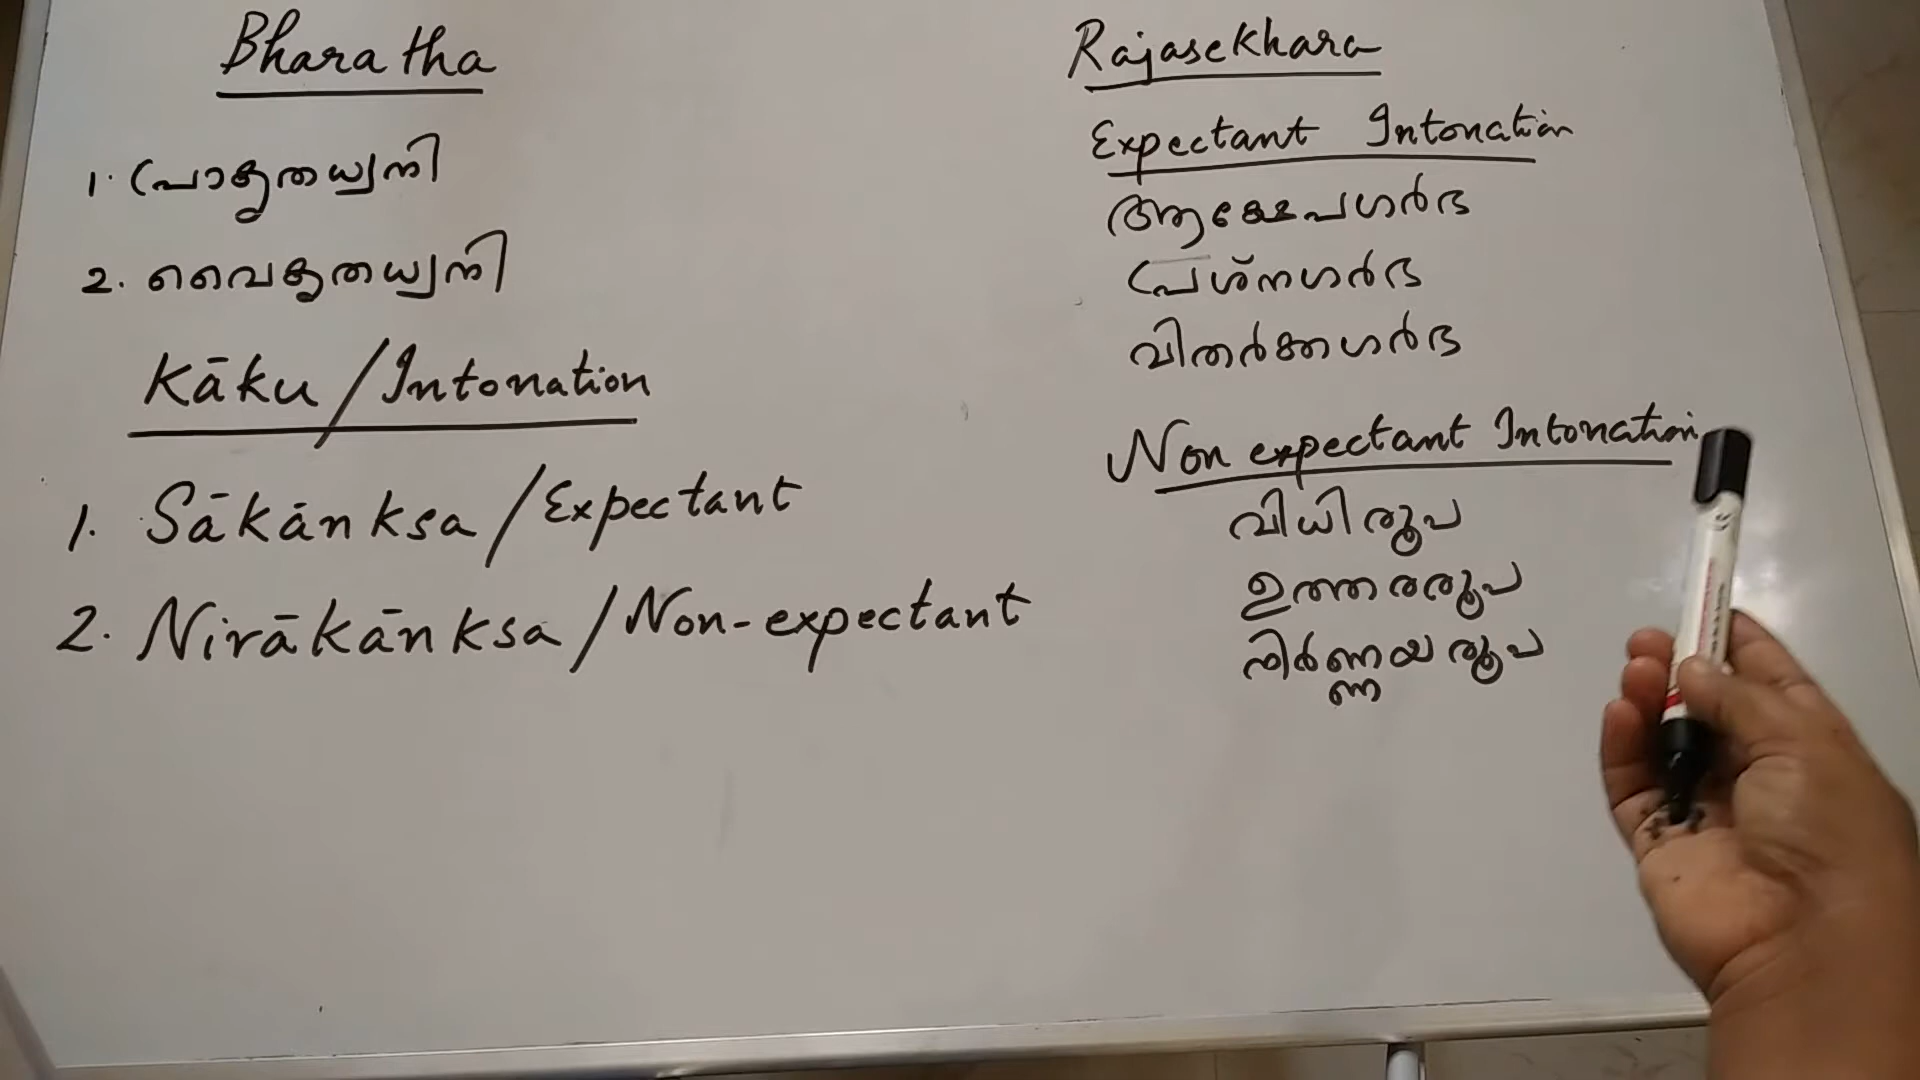 Bharatha
1. പ്രാകൃതധ്വനി
2. വൈകൃതധ്വനി
Kāku / Intonation
1. Sākānksa / Expectant
2. Nirākānksa / Non-expectant
Rajasekhara
Expectant Intonation
ആക്ഷേപഗർഭ
പ്രശ്നഗർഭ
വിതർക്കഗർഭ
Non expectant Intonation
വിധിരൂപ
ഉത്തരരൂപ
നിർണ്ണയരൂപ
ണ്ണ